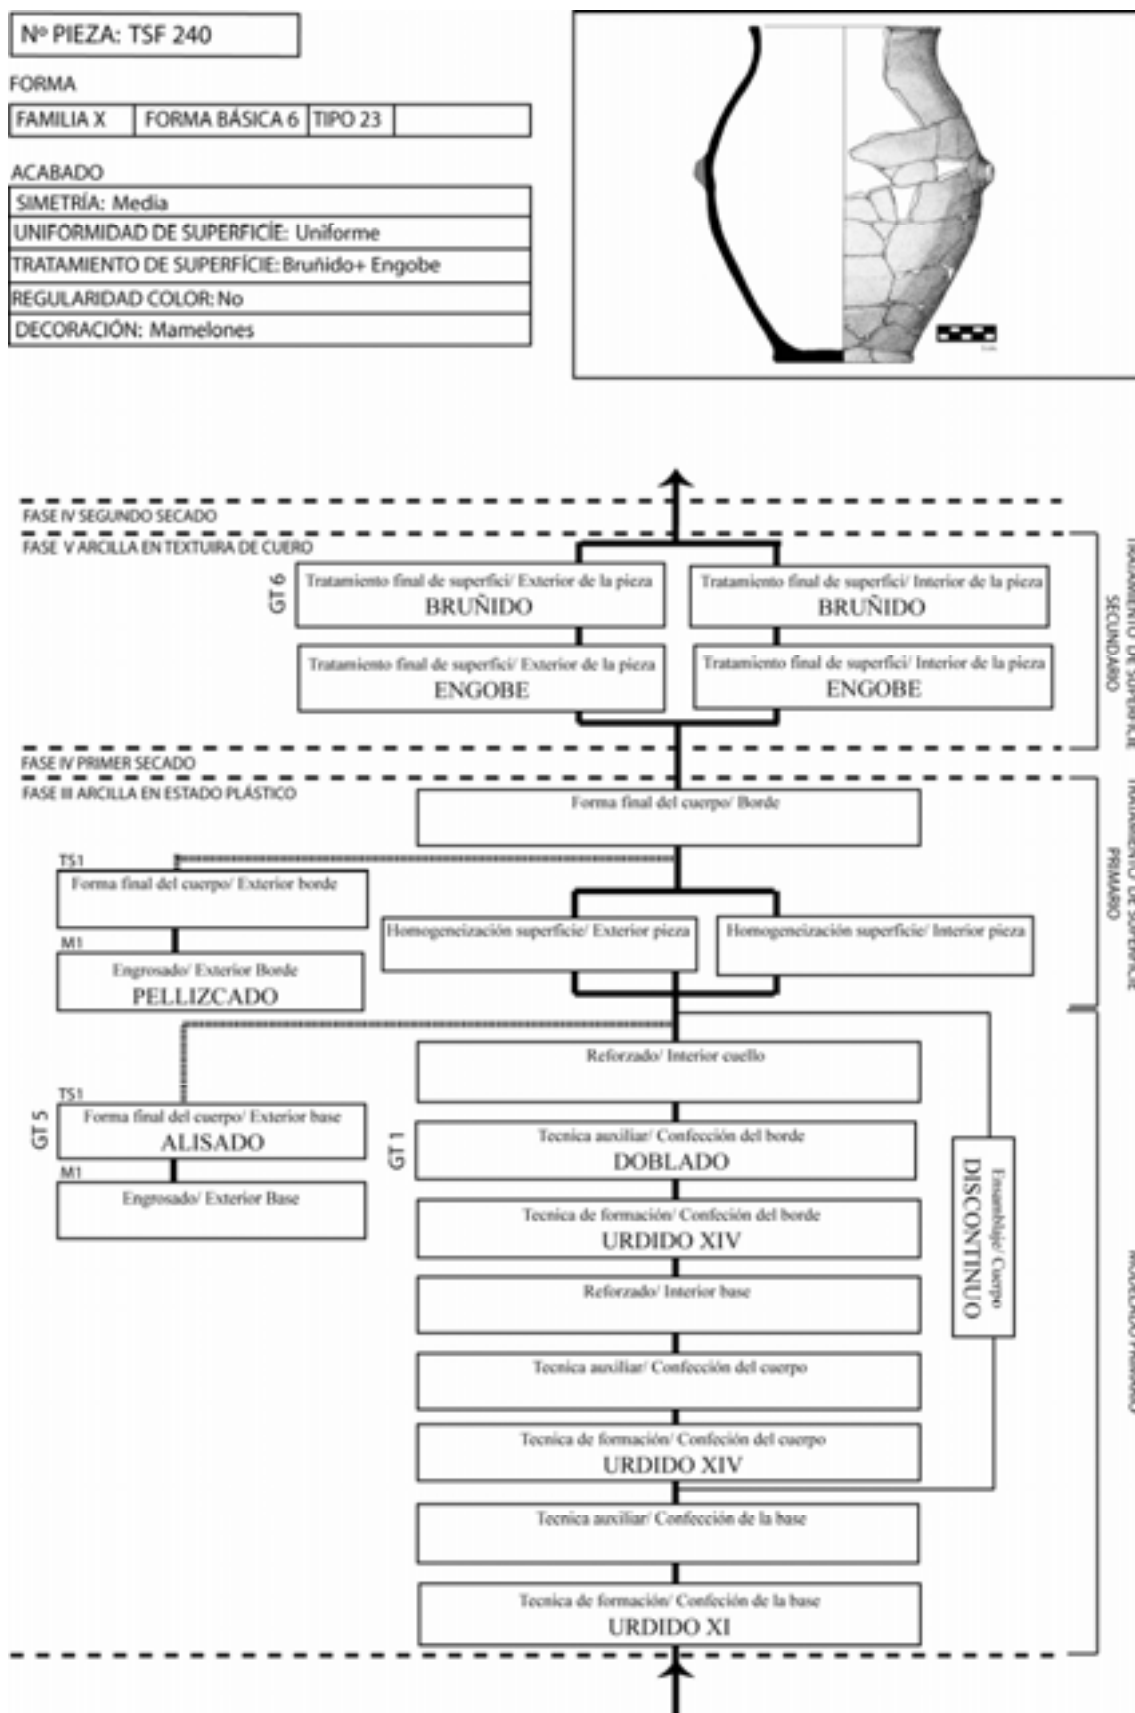 Nº PIEZA: TSF 240
FORMA
FAMILIA X FORMA BÁSICA 6 TIPO 23
ACABADO
SIMETRÍA: Media
UNIFORMIDAD DE SUPERFICÍE: Uniforme
TRATAMIENTO DE SUPERFÍCIE: Bruñido+ Engobe
REGULARIDAD COLOR: No
DECORACIÓN: Mamelones
FASE IV SEGUNDO SECADO
FASE V ARCILLA EN TEXTUIRA DE CUERO
GT 6
Tratamiento final de superfici/ Exterior de la pieza
BRUÑIDO
Tratamiento final de superfici/ Interior de la pieza
BRUÑIDO
Tratamiento final de superfici/ Exterior de la pieza
ENGOBE
Tratamiento final de superfici/ Interior de la pieza
ENGOBE
TRATAMIENTO DE SUPERFICIE
SECUNDARIO
FASE IV PRIMER SECADO
FASE III ARCILLA EN ESTADO PLÁSTICO
Forma final del cuerpo/ Borde
TS1
Forma final del cuerpo/ Exterior borde
M1
Engrosado/ Exterior Borde
PELLIZCADO
Homogeneización superficie/ Exterior pieza
Homogeneización superficie/ Interior pieza
TRATAMIENTO DE SUPERFICIE
PRIMARIO
Reforzado/ Interior cuello
GT 5
TS1
Forma final del cuerpo/ Exterior base
ALISADO
M1
Engrosado/ Exterior Base
GT 1
Tecnica auxiliar/ Confección del borde
DOBLADO
Tecnica de formación/ Confeción del borde
URDIDO XIV
Reforzado/ Interior base
Tecnica auxiliar/ Confección del cuerpo
Tecnica de formación/ Confeción del cuerpo
URDIDO XIV
Ensamblaje/ Cuerpo
DISCONTINUO
Tecnica auxiliar/ Confección de la base
Tecnica de formación/ Confeción de la base
URDIDO XI
MODELADO PRIMARIO